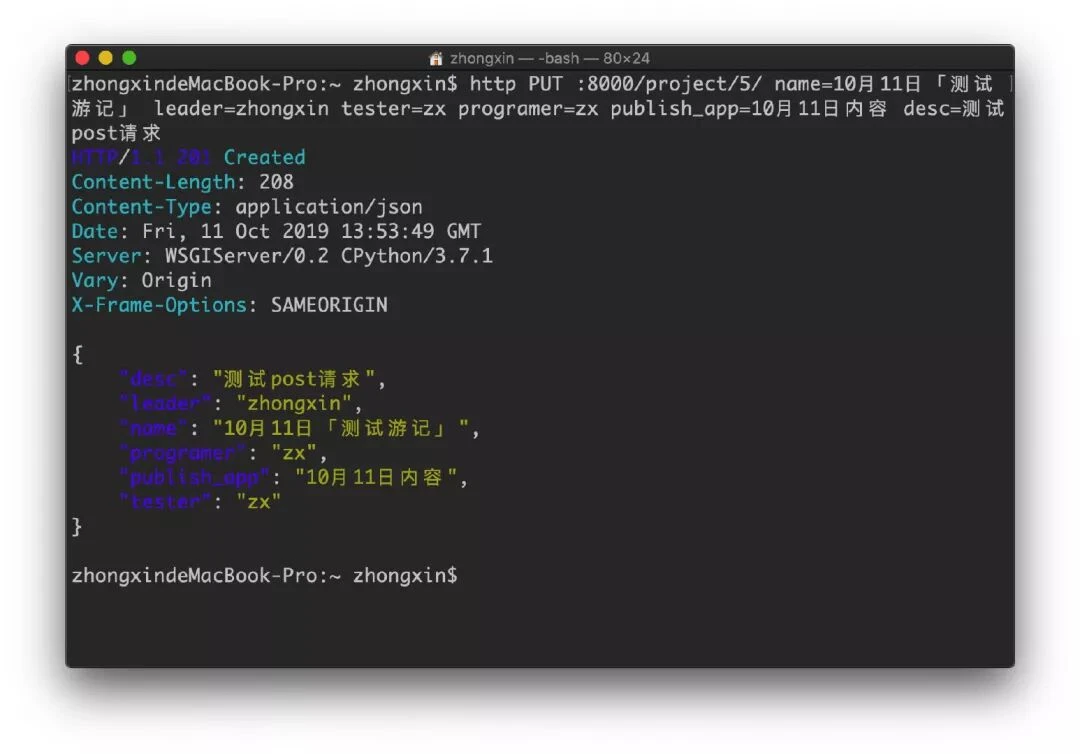 zhongxin — -bash — 80×24
zhongxindeMacBook-Pro:~ zhongxin$ http PUT :8000/project/5/ name=10月11日「测试
游记」 leader=zhongxin tester=zx programer=zx publish_app=10月11日内容 desc=测试
post请求
HTTP/1.1 201 Created
Content-Length: 208
Content-Type: application/json
Date: Fri, 11 Oct 2019 13:53:49 GMT
Server: WSGIServer/0.2 CPython/3.7.1
Vary: Origin
X-Frame-Options: SAMEORIGIN
{
"desc": "测试post请求",
"leader": "zhongxin",
"name": "10月11日「测试游记」",
"programer": "zx",
"publish_app": "10月11日内容",
"tester": "zx"
}
zhongxindeMacBook-Pro:~ zhongxin$